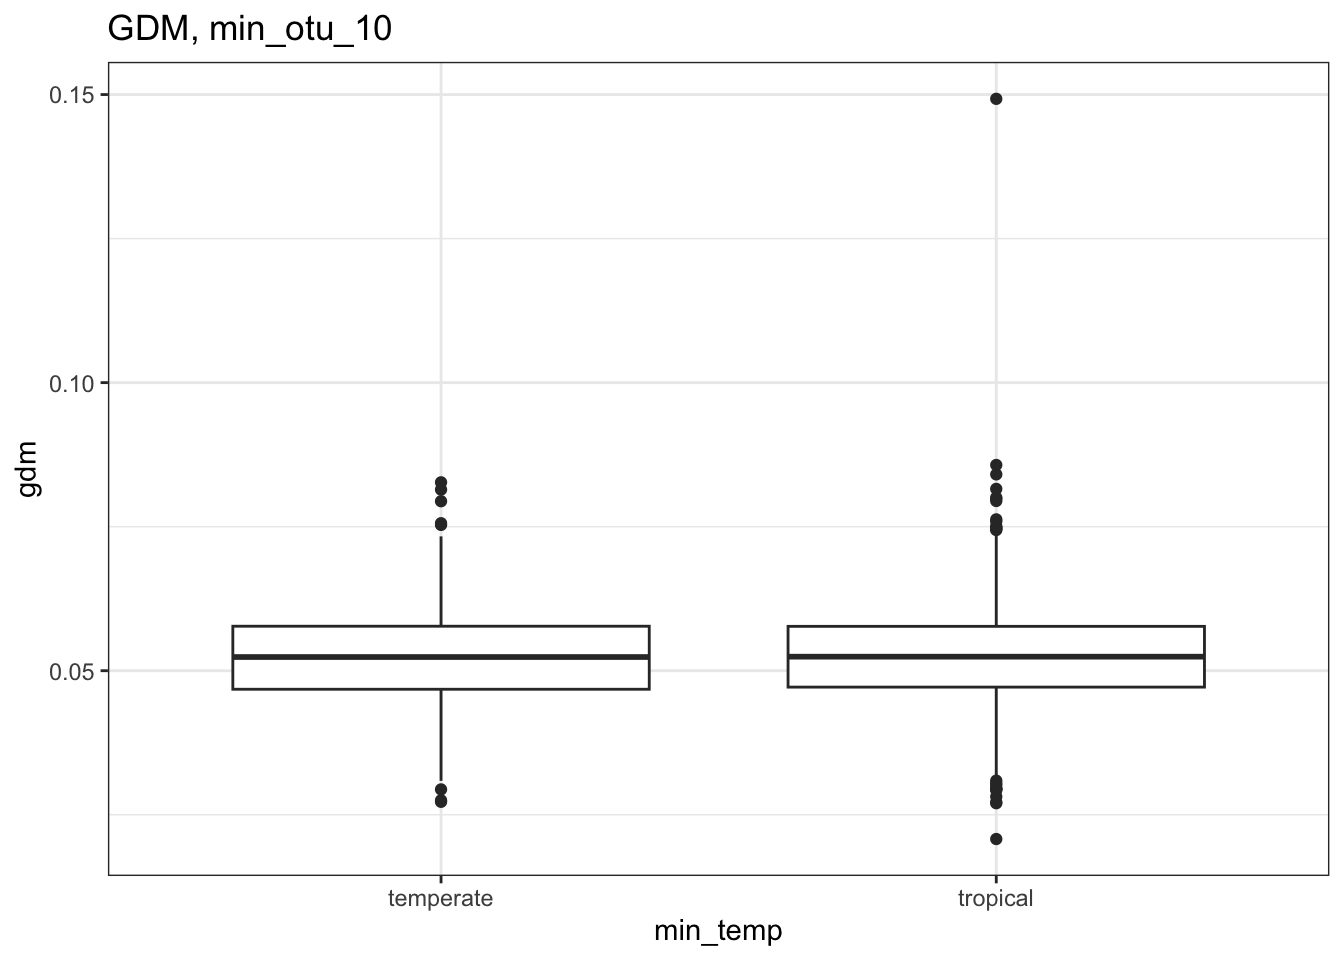 GDM, min_otu_10
0.15
0.10
0.05
gdm
temperate
tropical
min_temp